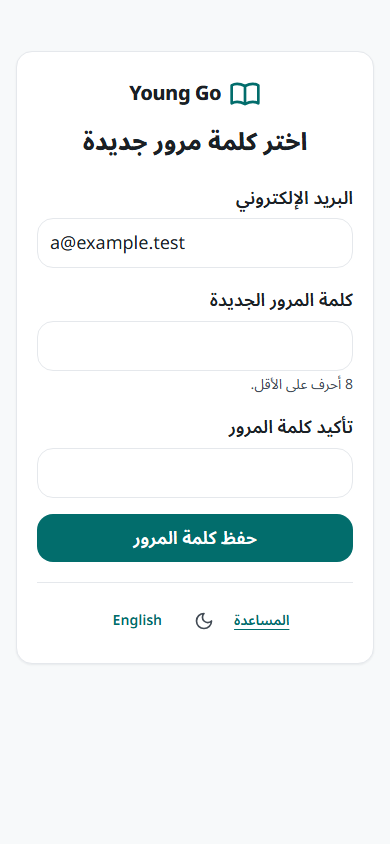 Young Go
اختر كلمة مرور جديدة
البريد الإلكتروني
a@example.test
كلمة المرور الجديدة
8 أحرف على الأقل.
تأكيد كلمة المرور
حفظ كلمة المرور
المساعدة English